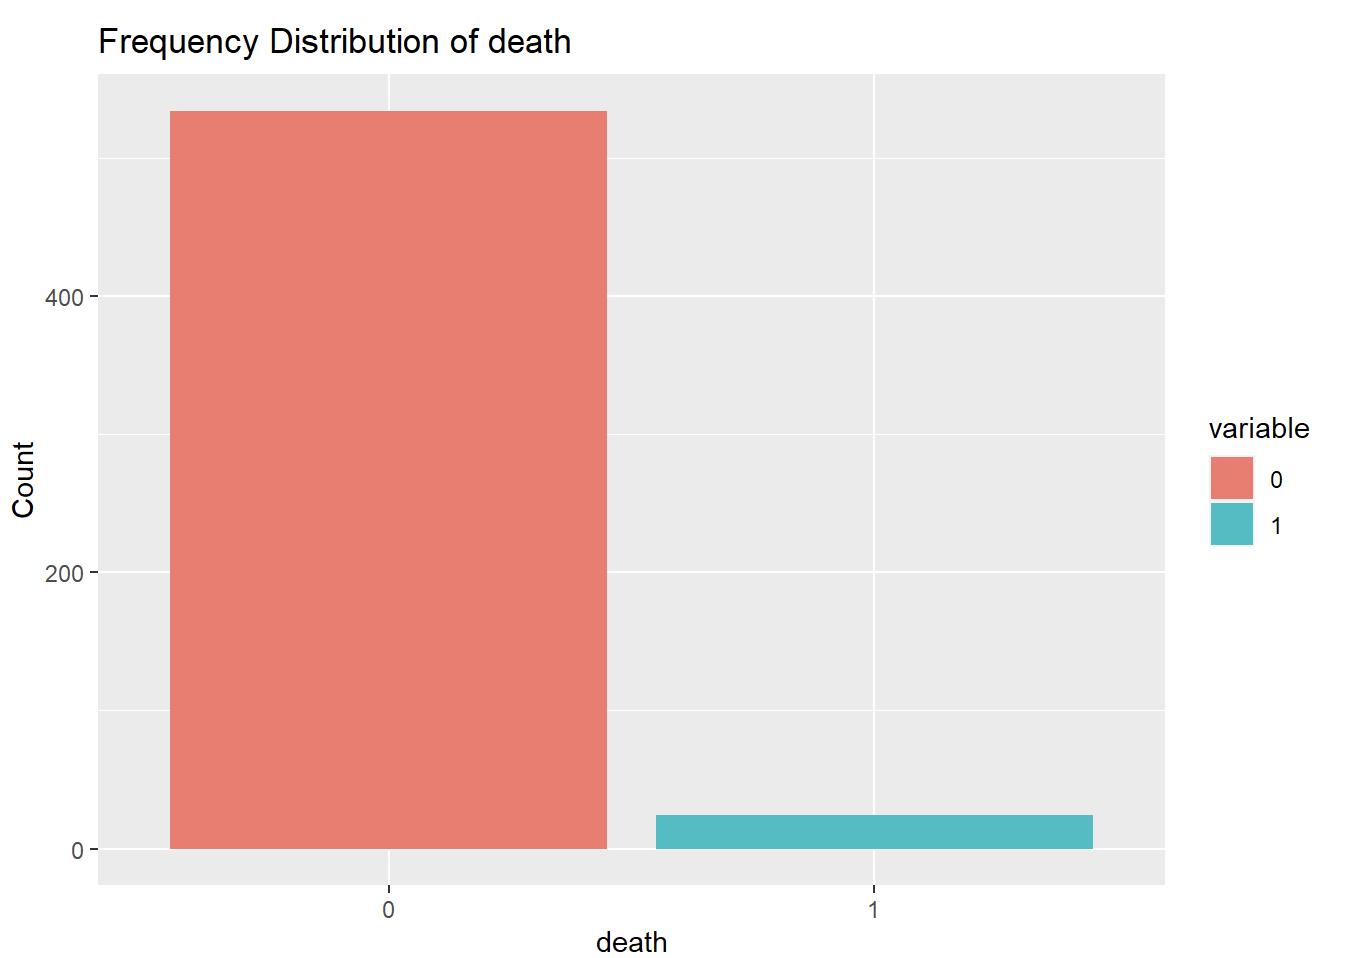 Frequency Distribution of death
Count
400
200
0
0
1
death
variable
0
1